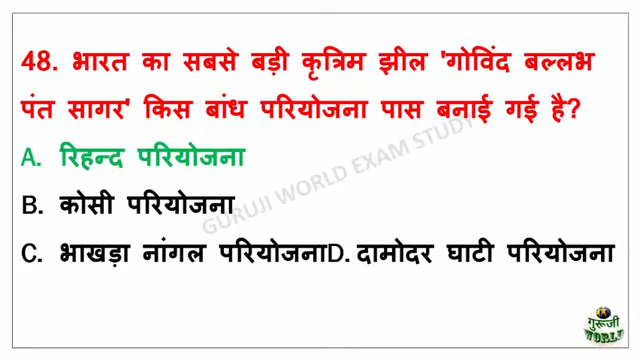 48. भारत का सबसे बड़ी कृत्रिम झील 'गोविंद बल्लभ
पंत सागर' किस बांध परियोजना पास बनाई गई है?
A. रिहन्द परियोजना
B. कोसी परियोजना
C. भाखड़ा नांगल परियोजनाD. दामोदर घाटी परियोजना
GURUJI WORLD EXAM STUDY
गुरूजी
WORLD